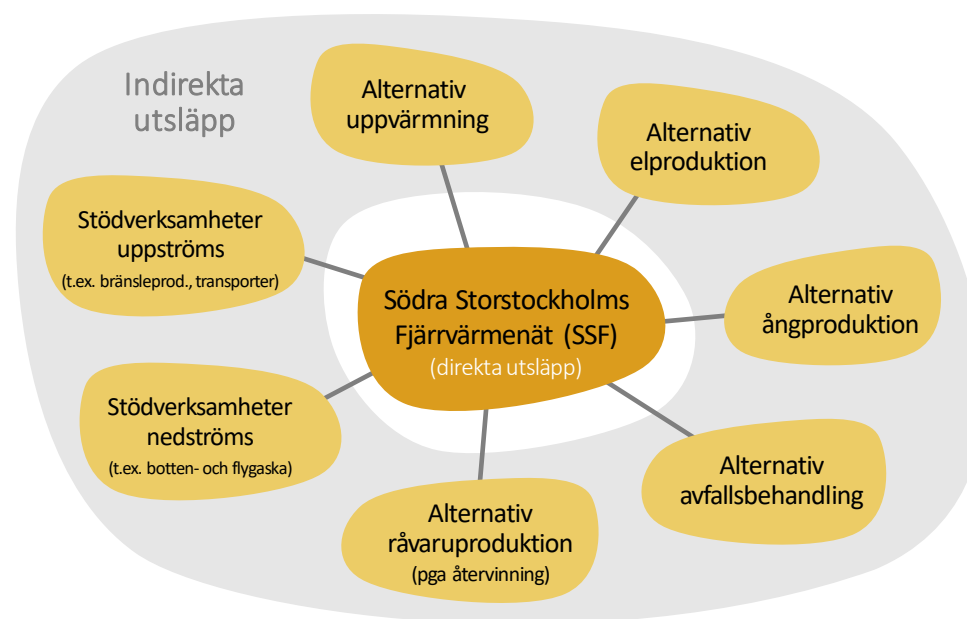 Indirekta
utsläpp
Alternativ
uppvärmning
Alternativ
elproduktion
Stödverksamheter
uppströms
(t.ex. bränsleprod., transporter)
Södra Storstockholms
Fjärrvärmenät (SSF)
(direkta utsläpp)
Alternativ
ångproduktion
Stödverksamheter
nedströms
(t.ex. botten- och flygaska)
Alternativ
avfallsbehandling
Alternativ
råvaruproduktion
(pga återvinning)